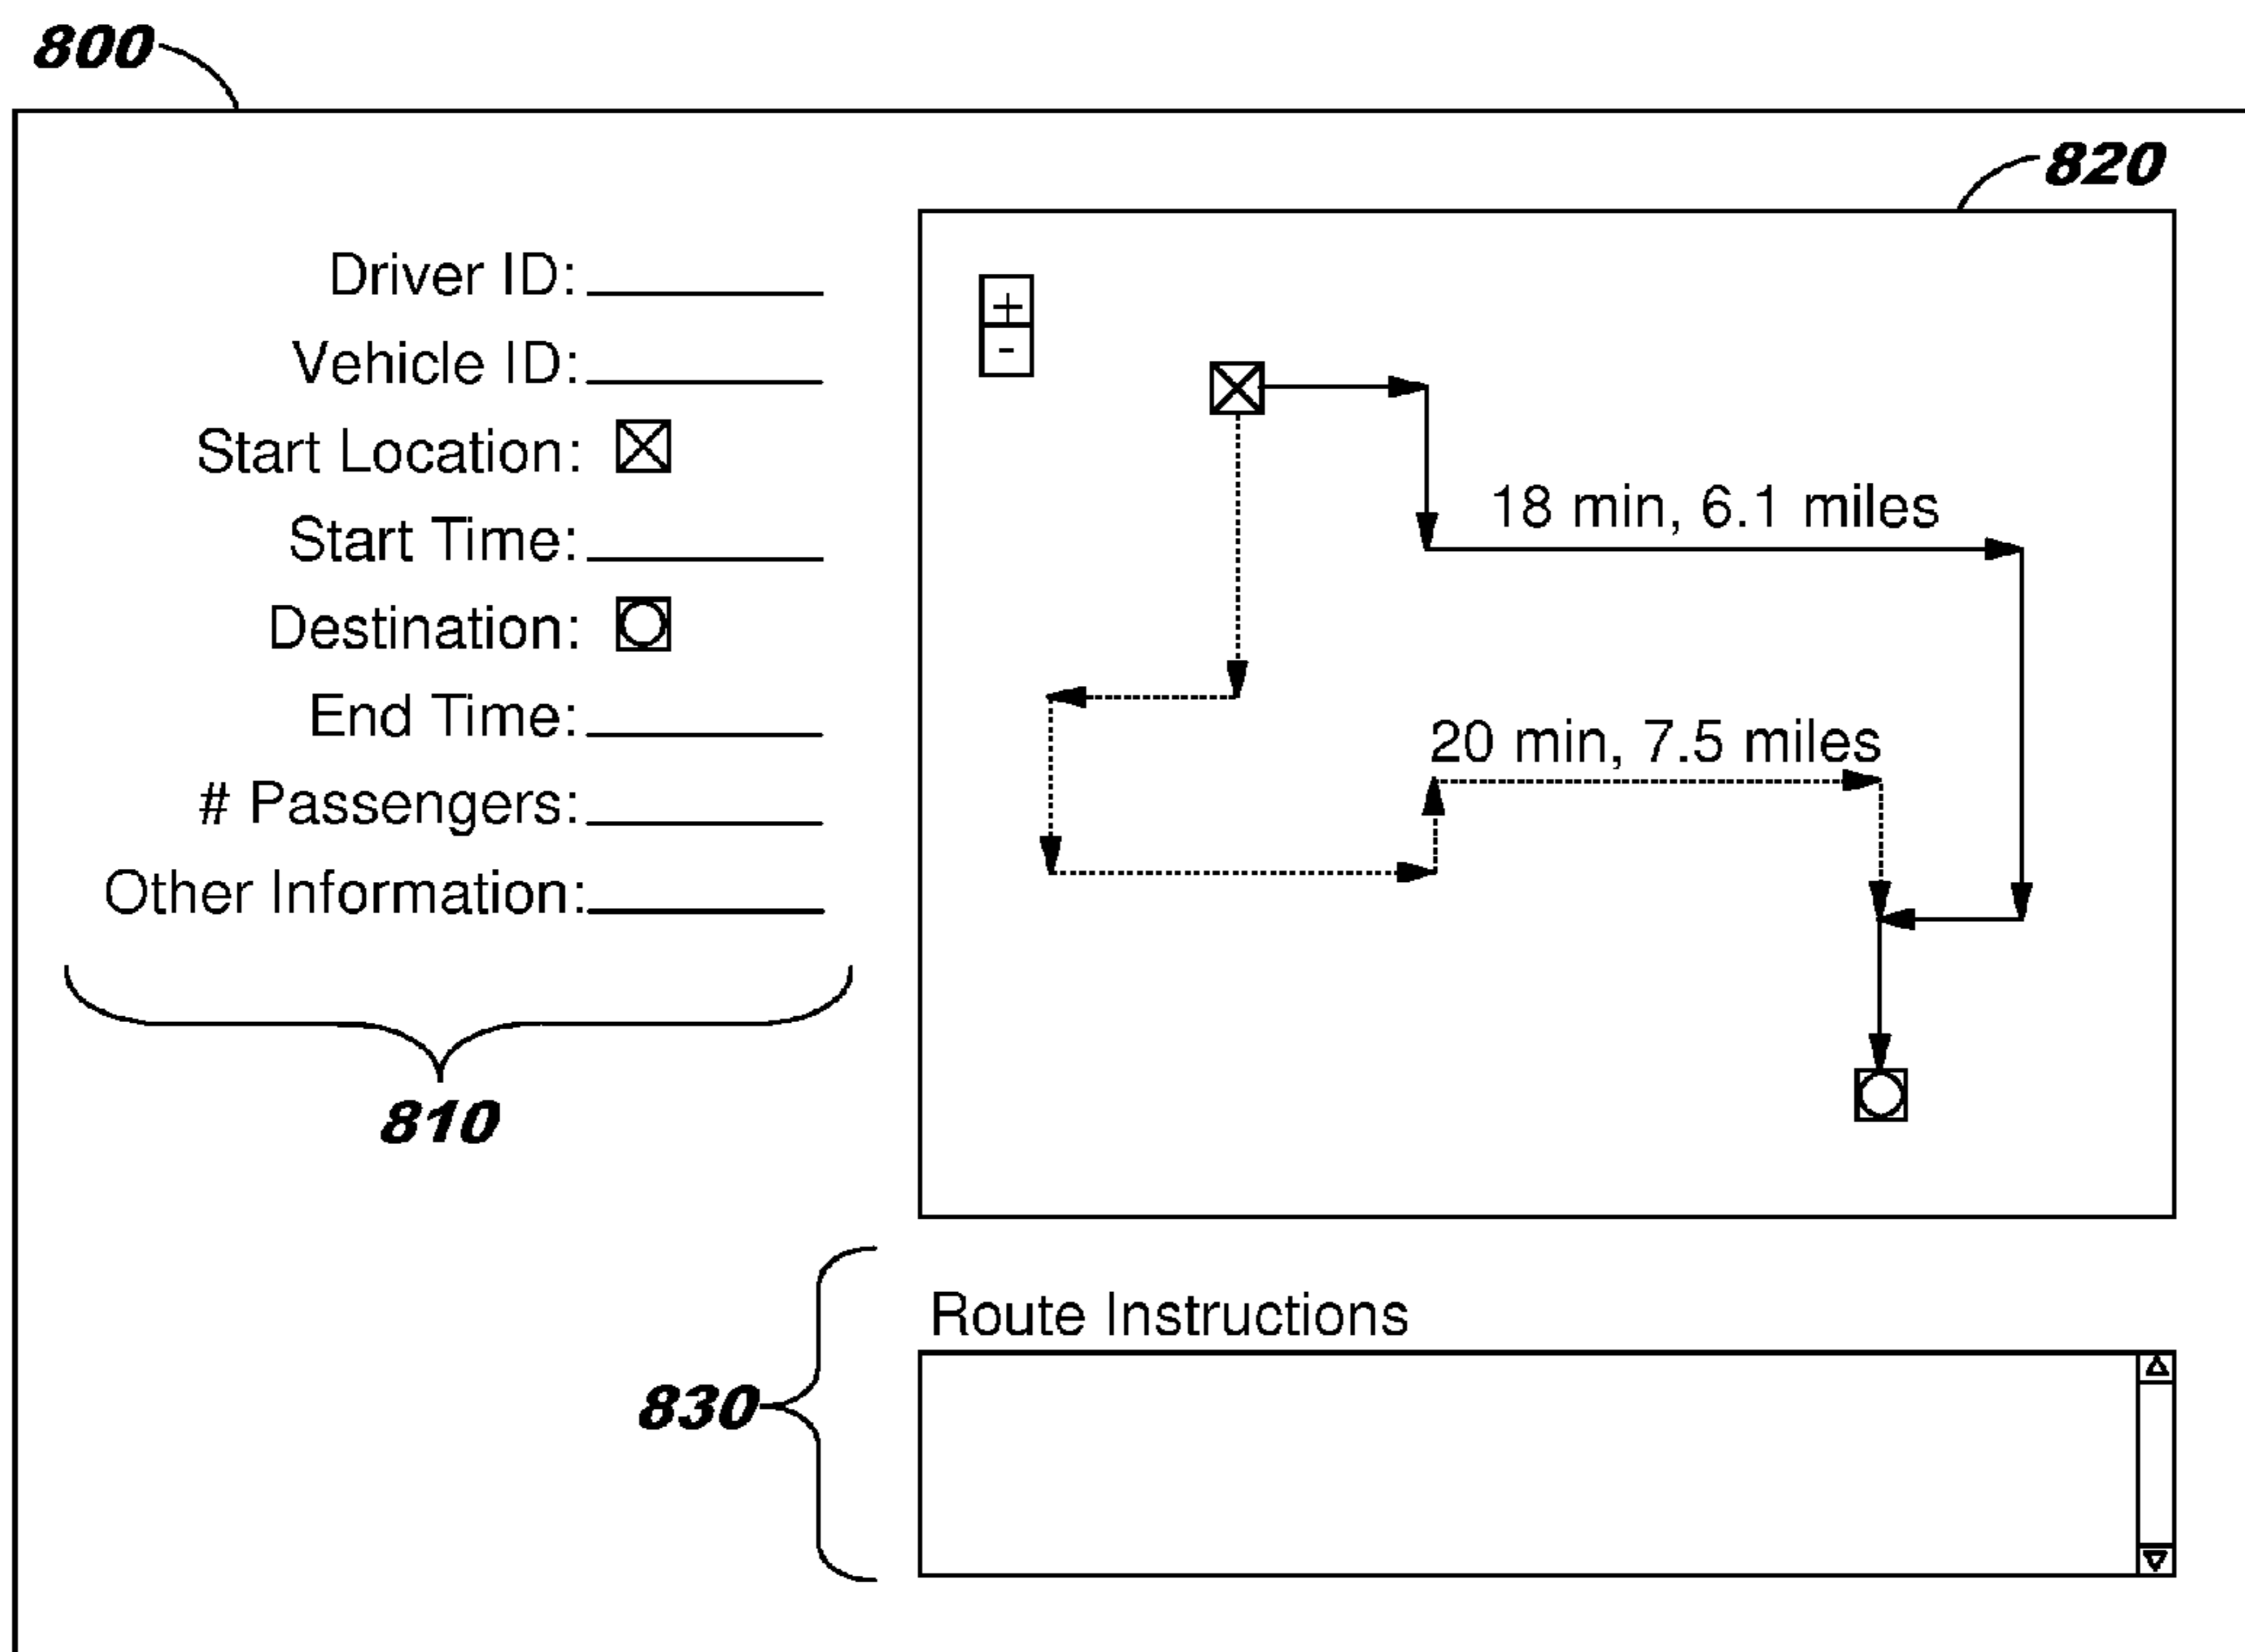 800
820
Driver ID:
Vehicle ID:
Start Location:
Start Time:
Destination:
End Time:
# Passengers:
Other Information:
810
+
-
18 min, 6.1 miles
20 min, 7.5 miles
Route Instructions
830